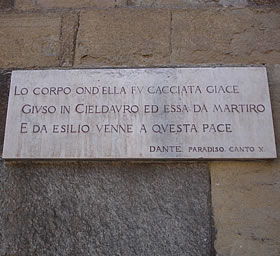 LO CORPO OND'ELLA FV CACCIATA GIACE
GIVSO IN CIELDAVRO ED ESSA DA MARTIRO
E DA ESILIO VENNE A QVESTA PACE
DANTE, PARADISO, CANTO X